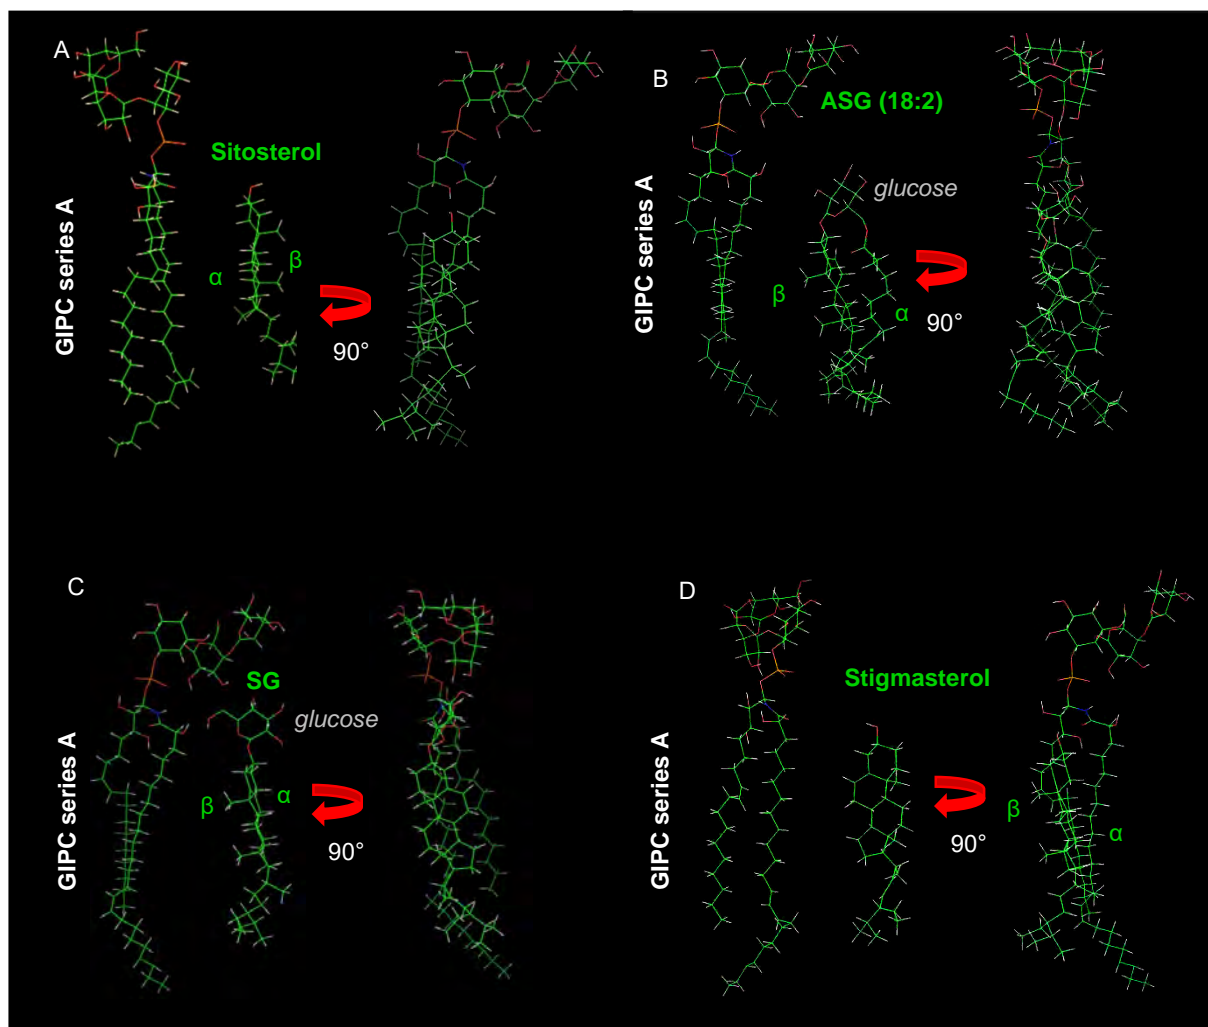 A
Sitosterol
GIPC series A
α
β
90°
B
ASG (18:2)
glucose
GIPC series A
β
α
90°
C
SG
glucose
GIPC series A
β
α
90°
D
Stigmasterol
GIPC series A
90°
β
α